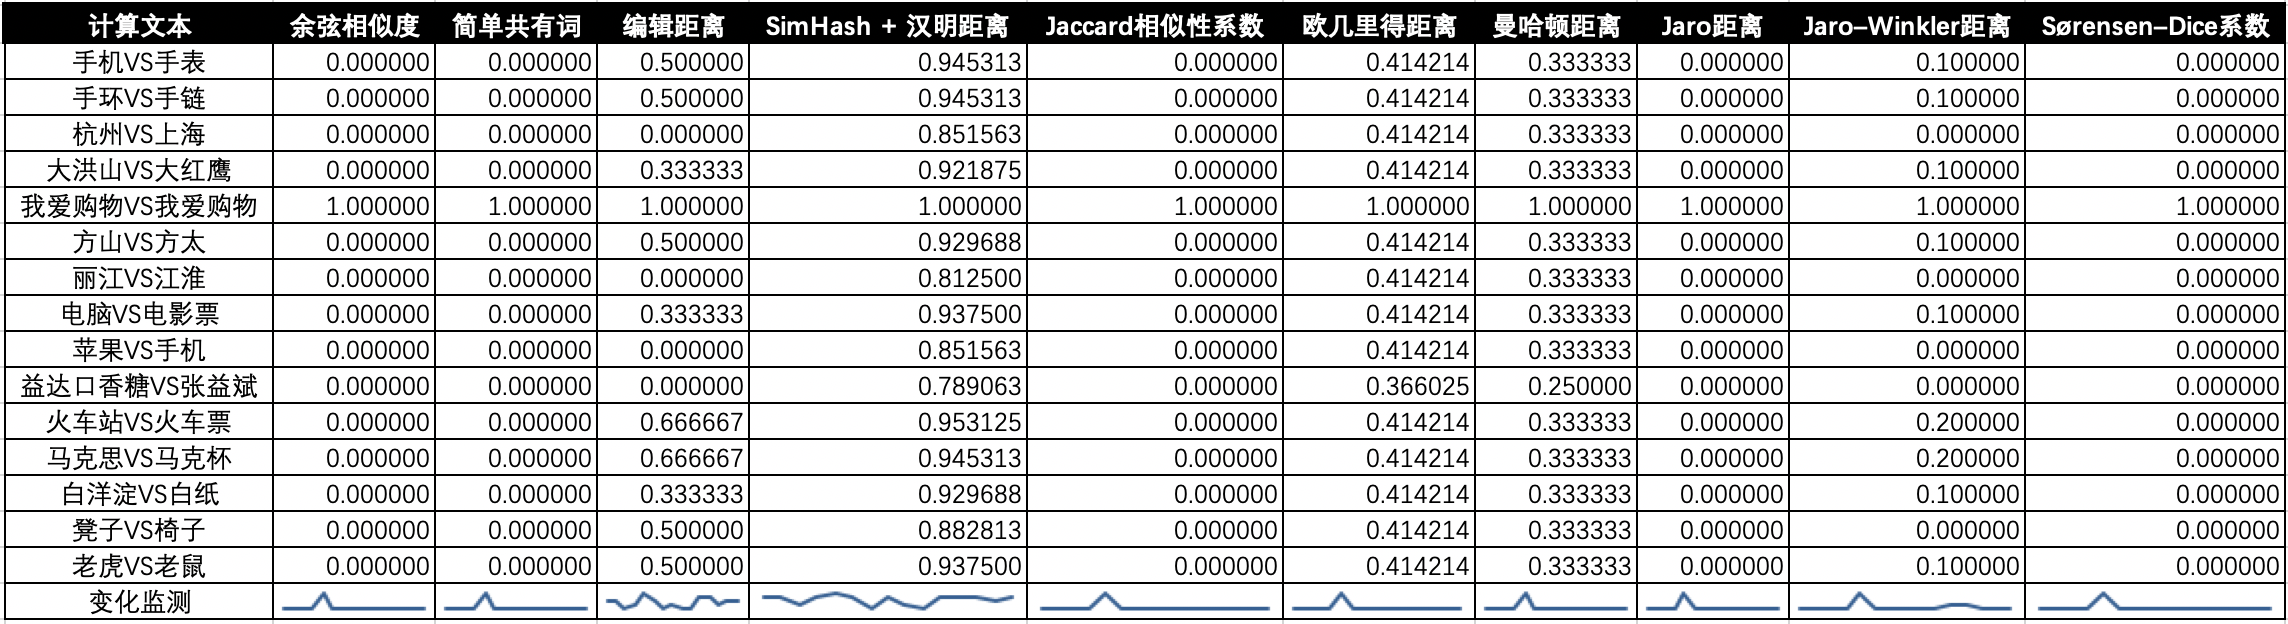 计算文本 余弦相似度 简单共有词 编辑距离 SimHash + 汉明距离 Jaccard相似性系数 欧几里得距离 曼哈顿距离 Jaro距离 Jaro–Winkler距离 Sørensen–Dice系数
手机VS手表 0.000000 0.000000 0.500000 0.945313 0.000000 0.414214 0.333333 0.000000 0.100000 0.000000
手环VS手链 0.000000 0.000000 0.500000 0.945313 0.000000 0.414214 0.333333 0.000000 0.100000 0.000000
杭州VS上海 0.000000 0.000000 0.000000 0.851563 0.000000 0.414214 0.333333 0.000000 0.000000 0.000000
大洪山VS大红鹰 0.000000 0.000000 0.333333 0.921875 0.000000 0.414214 0.333333 0.000000 0.100000 0.000000
我爱购物VS我爱购物 1.000000 1.000000 1.000000 1.000000 1.000000 1.000000 1.000000 1.000000 1.000000 1.000000
方山VS方太 0.000000 0.000000 0.500000 0.929688 0.000000 0.414214 0.333333 0.000000 0.100000 0.000000
丽江VS江淮 0.000000 0.000000 0.000000 0.812500 0.000000 0.414214 0.333333 0.000000 0.000000 0.000000
电脑VS电影票 0.000000 0.000000 0.333333 0.937500 0.000000 0.414214 0.333333 0.000000 0.100000 0.000000
苹果VS手机 0.000000 0.000000 0.000000 0.851563 0.000000 0.414214 0.333333 0.000000 0.000000 0.000000
益达口香糖VS张益斌 0.000000 0.000000 0.000000 0.789063 0.000000 0.366025 0.250000 0.000000 0.000000 0.000000
火车站VS火车票 0.000000 0.000000 0.666667 0.953125 0.000000 0.414214 0.333333 0.000000 0.200000 0.000000
马克思VS马克杯 0.000000 0.000000 0.666667 0.945313 0.000000 0.414214 0.333333 0.000000 0.200000 0.000000
白洋淀VS白纸 0.000000 0.000000 0.333333 0.929688 0.000000 0.414214 0.333333 0.000000 0.100000 0.000000
凳子VS椅子 0.000000 0.000000 0.500000 0.882813 0.000000 0.414214 0.333333 0.000000 0.000000 0.000000
老虎VS老鼠 0.000000 0.000000 0.500000 0.937500 0.000000 0.414214 0.333333 0.000000 0.100000 0.000000
变化监测